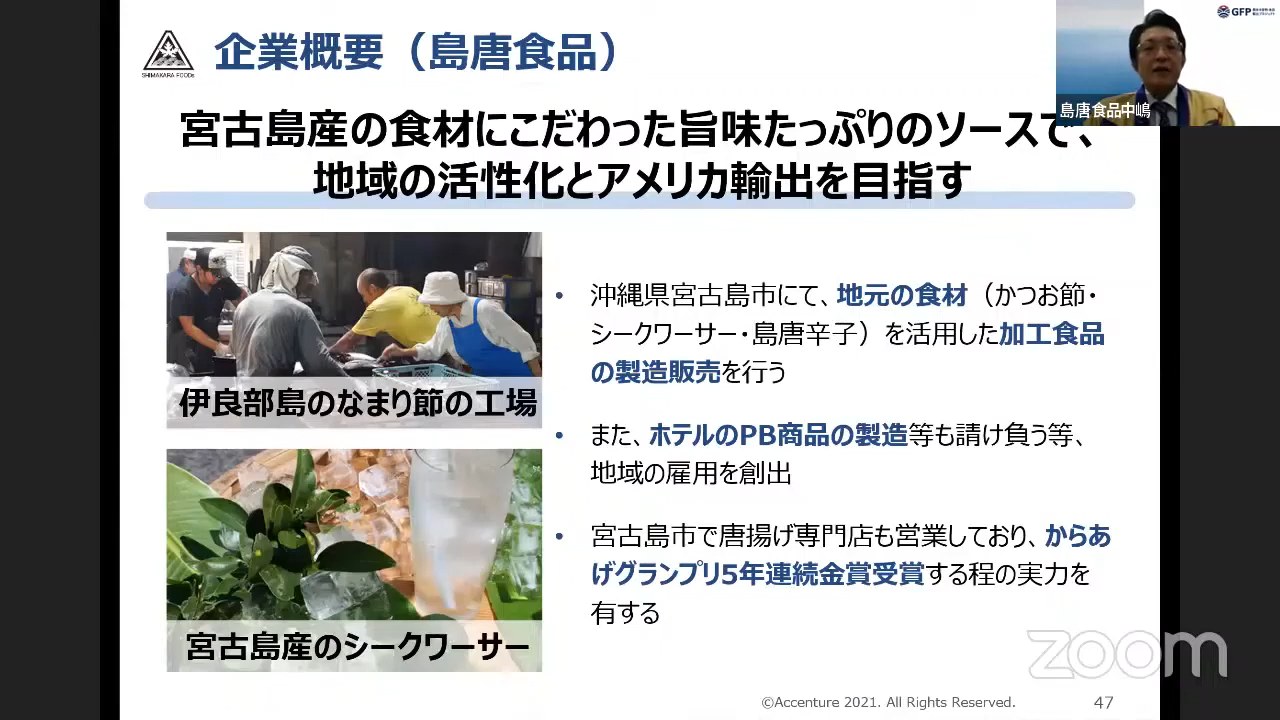 企業概要（島唐食品）
SHIMAKARA FOODs
GFP
島唐食品中嶋
宮古島産の食材にこだわった旨味たっぷりのソースで、
地域の活性化とアメリカ輸出を目指す
伊良部島のなまり節の工場
宮古島産のシークワーサー
• 沖縄県宮古島市にて、地元の食材（かつお節・
シークワーサー・島唐辛子）を活用した加工食品
の製造販売を行う
• また、ホテルのPB商品の製造等も請け負う等、
地域の雇用を創出
• 宮古島市で唐揚げ専門店も営業しており、からあ
げグランプリ5年連続金賞受賞する程の実力を
有する
zoom
©Accenture 2021. All Rights Reserved.
47